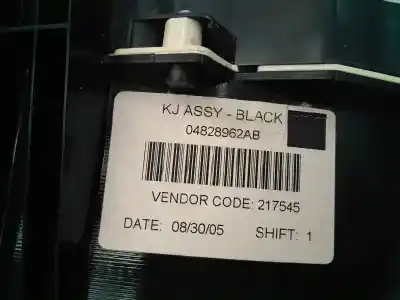 KJ ASSY - BLACK
04828962AB
VENDOR CODE: 217545
DATE: 08/30/05 SHIFT: 1